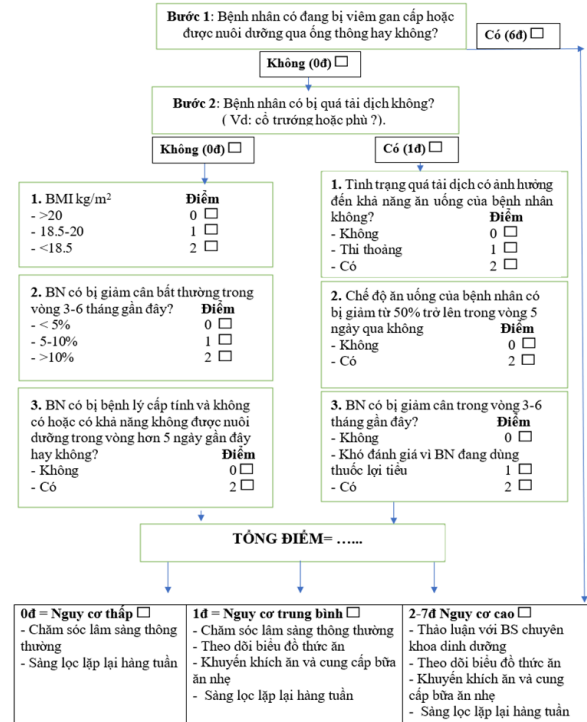 Bước 1: Bệnh nhân có đang bị viêm gan cấp hoặc
được nuôi dưỡng qua ống thông hay không?
Có (6đ) ☐
Không (0đ) ☐
Bước 2: Bệnh nhân có bị quá tải dịch không?
( Vd: cổ trướng hoặc phù ?).
Không (0đ) ☐
Có (1đ) ☐
1. BMI kg/m² Điểm
- >20 0 ☐
- 18.5-20 1 ☐
- <18.5 2 ☐
2. BN có bị giảm cân bất thường trong
vòng 3-6 tháng gần đây? Điểm
- < 5% 0 ☐
- 5-10% 1 ☐
- >10% 2 ☐
3. BN có bị bệnh lý cấp tính và không
có hoặc có khả năng không được nuôi
dưỡng trong vòng hơn 5 ngày gần đây
hay không? Điểm
- Không 0 ☐
- Có 2 ☐
1. Tình trạng quá tải dịch có ảnh hưởng
đến khả năng ăn uống của bệnh nhân
không? Điểm
- Không 0 ☐
- Thi thoảng 1 ☐
- Có 2 ☐
2. Chế độ ăn uống của bệnh nhân có
bị giảm từ 50% trở lên trong vòng 5
ngày qua không Điểm
- Không 0 ☐
- Có 2 ☐
3. BN có bị giảm cân trong vòng 3-6
tháng gần đây? Điểm
- Không 0 ☐
- Khó đánh giá vì BN đang dùng
thuốc lợi tiểu 1 ☐
- Có 2 ☐
TỔNG ĐIỂM= …...
0đ = Nguy cơ thấp ☐
- Chăm sóc lâm sàng thông
thường
- Sàng lọc lặp lại hàng tuần
1đ = Nguy cơ trung bình ☐
- Chăm sóc lâm sàng thông thường
- Theo dõi biểu đồ thức ăn
- Khuyến khích ăn và cung cấp bữa
ăn nhẹ
- Sàng lọc lặp lại hàng tuần
2-7đ Nguy cơ cao ☐
- Thảo luận với BS chuyên
khoa dinh dưỡng
- Theo dõi biểu đồ thức ăn
- Khuyến khích ăn và cung
cấp bữa ăn nhẹ
- Sàng lọc lặp lại hàng tuần